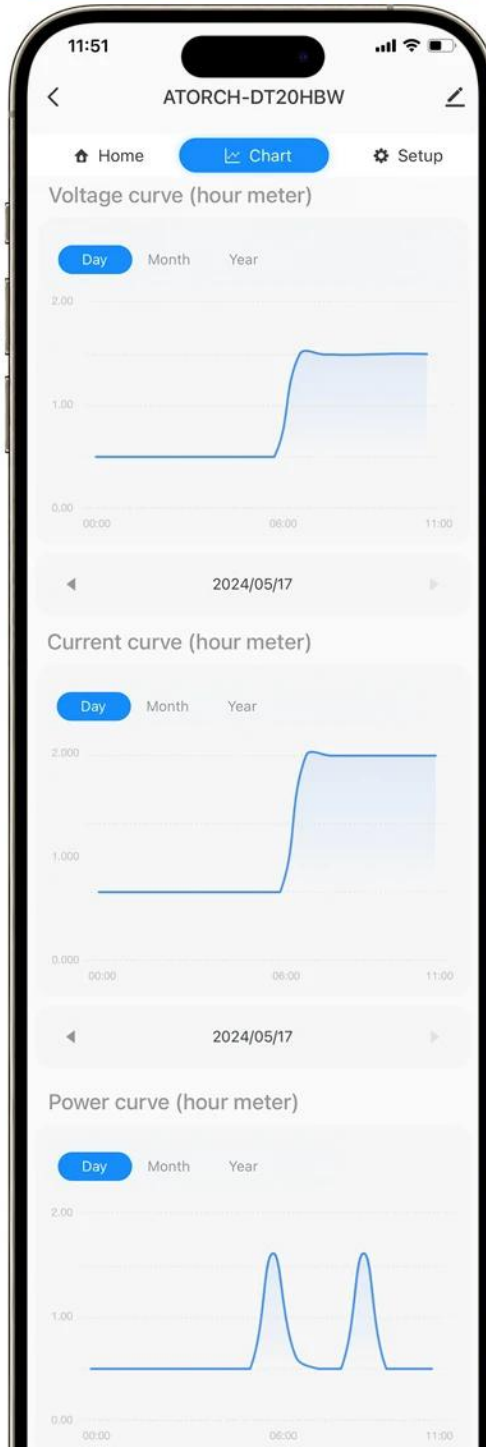 11:51
ATORCH-DT20HBW
Home Chart Setup
Voltage curve (hour meter)
Day Month Year
2.00
1.00
0.00
00:00 06:00 11:00
2024/05/17
Current curve (hour meter)
Day Month Year
2.000
1.000
0.000
00:00 06:00 11:00
2024/05/17
Power curve (hour meter)
Day Month Year
2.00
1.00
0.00
00:00 06:00 11:00